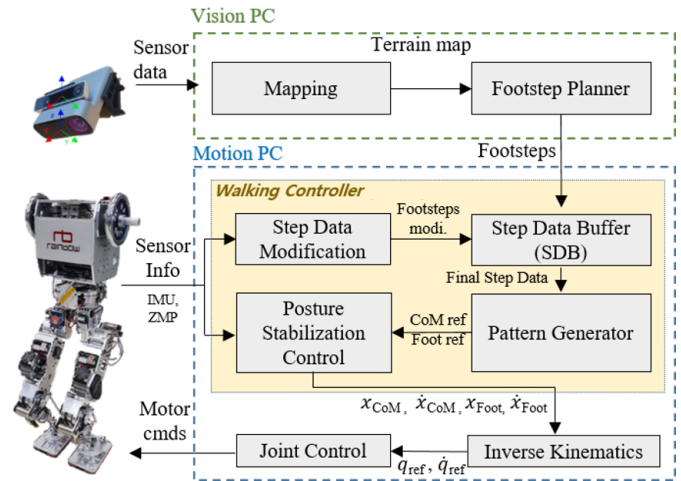 Vision PC
Sensor
data
Terrain map
Mapping
Footstep Planner
Footsteps
Motion PC
Walking Controller
Step Data
Modification
Footsteps
modi.
Step Data Buffer
(SDB)
Final Step Data
rb
rainbow
Sensor
Info
IMU,
ZMP
Posture
Stabilization
Control
CoM ref
Foot ref
Pattern Generator
x_CoM, ẋ_CoM, x_Foot, ẋ_Foot
Motor
cmds
Joint Control
q_ref, q̇_ref
Inverse Kinematics